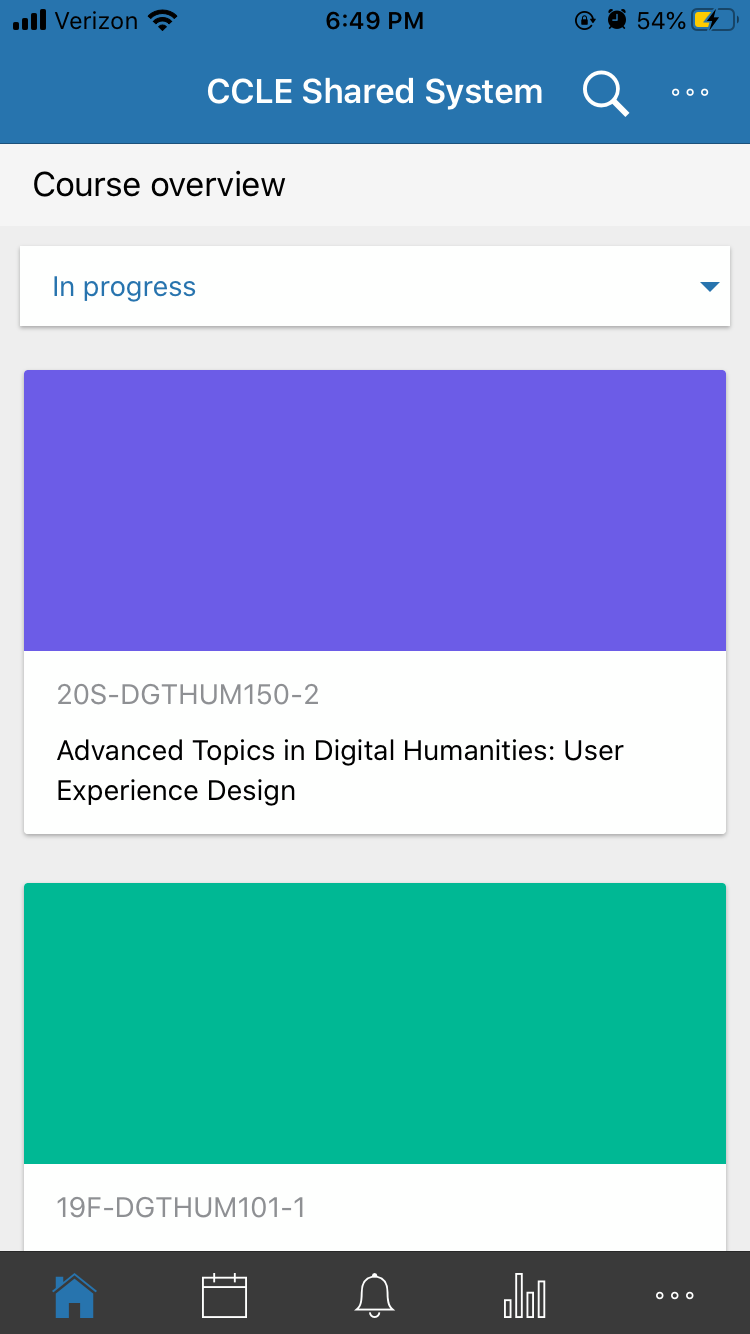 Verizon 6:49 PM 54%
CCLE Shared System
Course overview
In progress
20S-DGTHUM150-2
Advanced Topics in Digital Humanities: User
Experience Design
19F-DGTHUM101-1